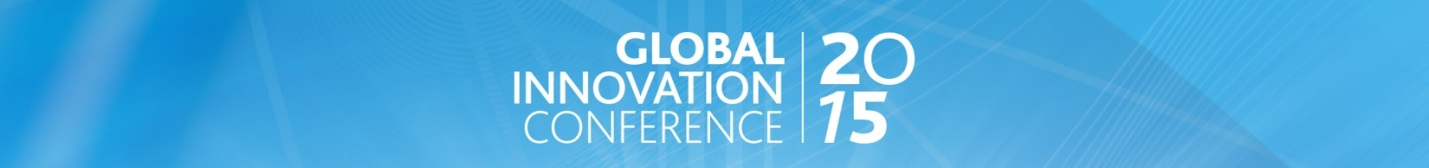 GLOBAL
INNOVATION
CONFERENCE
20
15